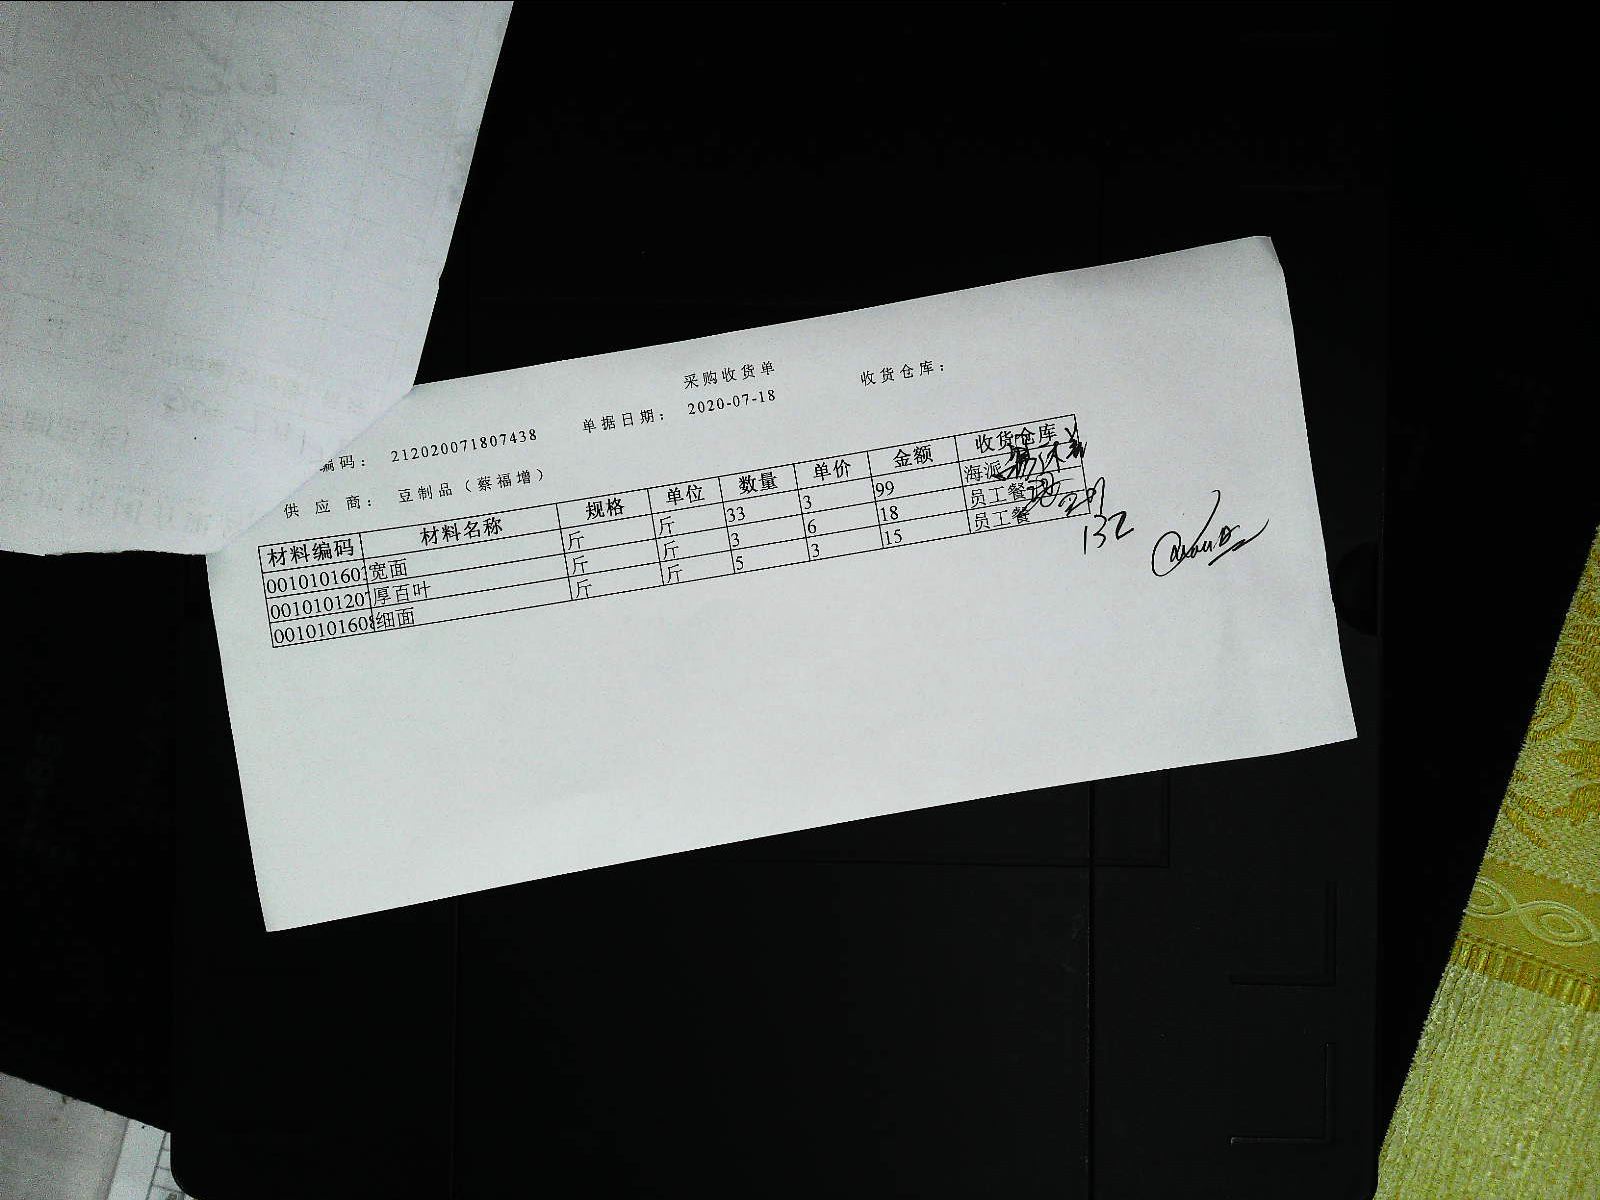 采购收货单
编码： 212020071807438 单据日期： 2020-07-18 收货仓库：
供应商： 豆制品（蔡福增）
材料编码 材料名称 规格 单位 数量 单价 金额 收货仓库
001010160 宽面 斤 斤 33 3 99 海派
001010120 厚百叶 斤 斤 3 6 18 员工餐
001010160 细面 斤 斤 5 3 15 员工餐
132